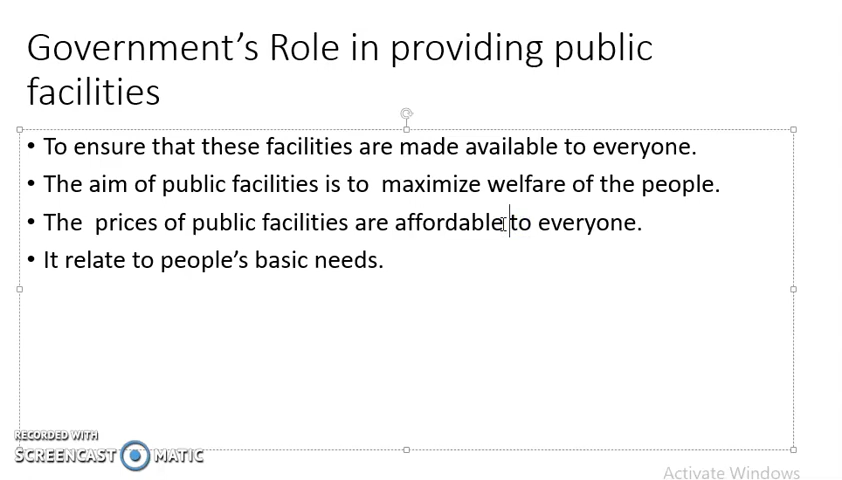 Government’s Role in providing public
facilities
• To ensure that these facilities are made available to everyone.
• The aim of public facilities is to  maximize welfare of the people.
• The  prices of public facilities are affordable to everyone.
• It relate to people’s basic needs.
RECORDED WITH
SCREENCAST MATIC
Activate Windows